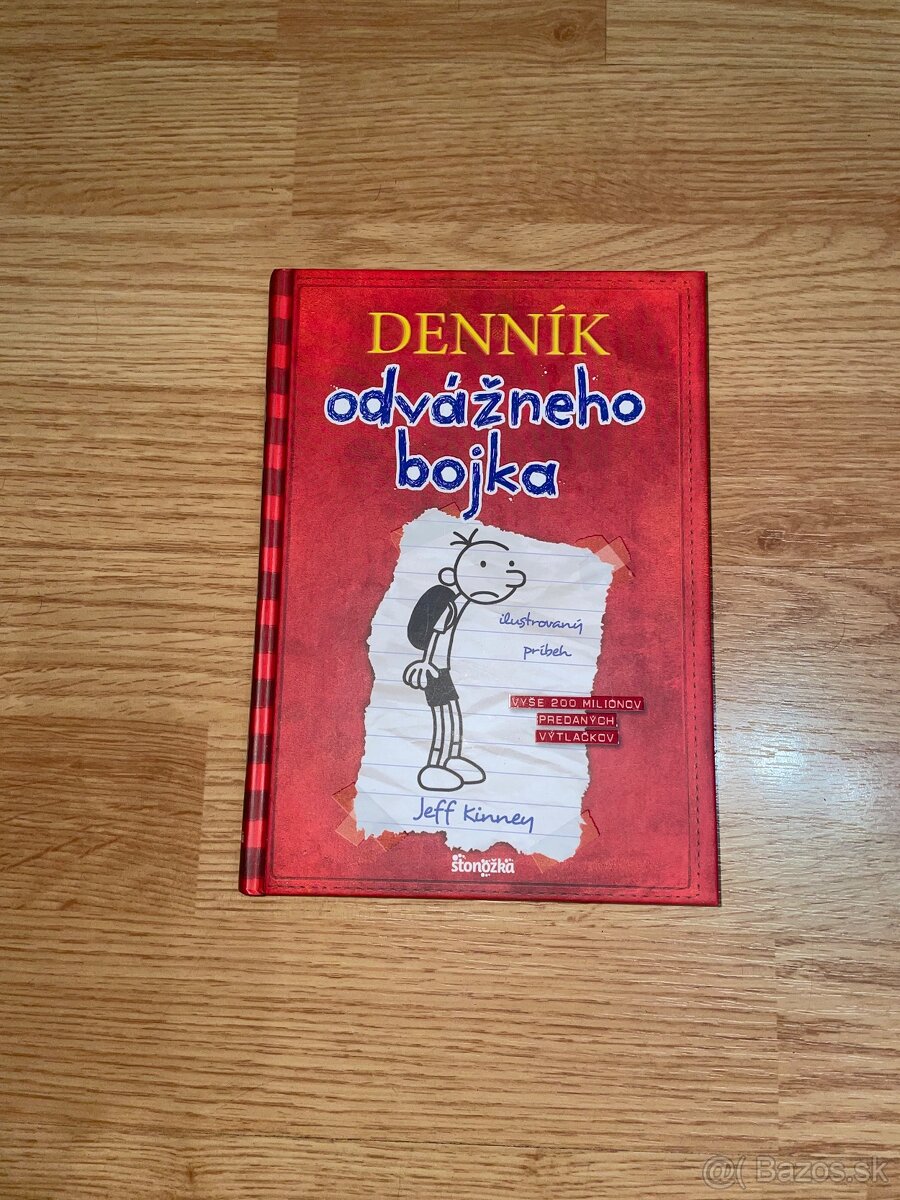 DENNÍK
odvážneho
bojka
ilustrovaný
príbeh
VYŠE 200 MILIÓNOV
PREDANÝCH
VÝTLAČKOV
Jeff Kinney
stonožka
@( Bazos.sk